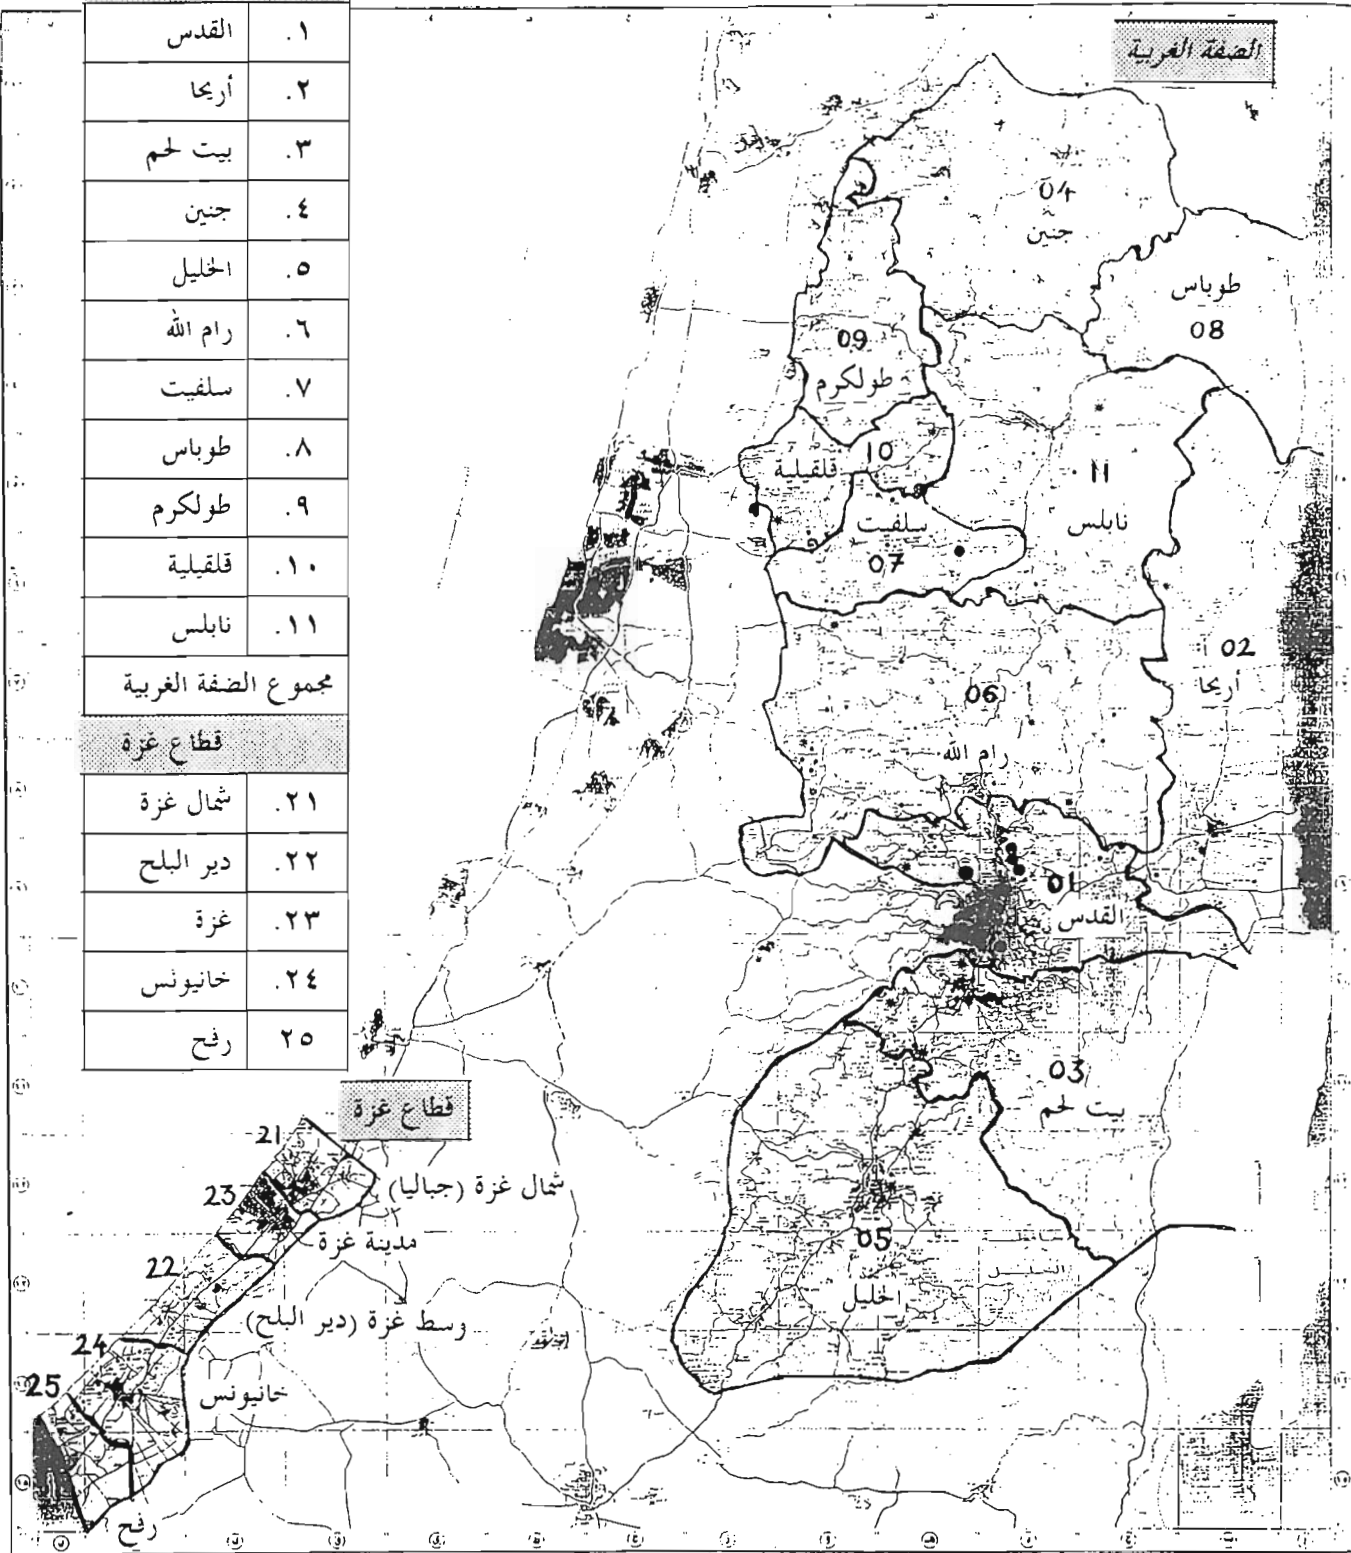 ١. القدس
٢. أريحا
٣. بيت لحم
٤. جنين
٥. الخليل
٦. رام الله
٧. سلفيت
٨. طوباس
٩. طولكرم
١٠. قلقيلية
١١. نابلس
مجموع الضفة الغربية
قطاع غزة
٢١. شمال غزة
٢٢. دير البلح
٢٣. غزة
٢٤. خانيونس
٢٥ رفح
الضفة الغربية
04
جنين
طوباس
08
09
طولكرم
10
قلقيلية
11
نابلس
سلفيت
07
02
أريحا
06
رام الله
01
القدس
03
بيت لحم
05
الخليل
قطاع غزة
21
شمال غزة (جباليا)
23
مدينة غزة
22
وسط غزة (دير البلح)
24
خانيونس
25
رفح